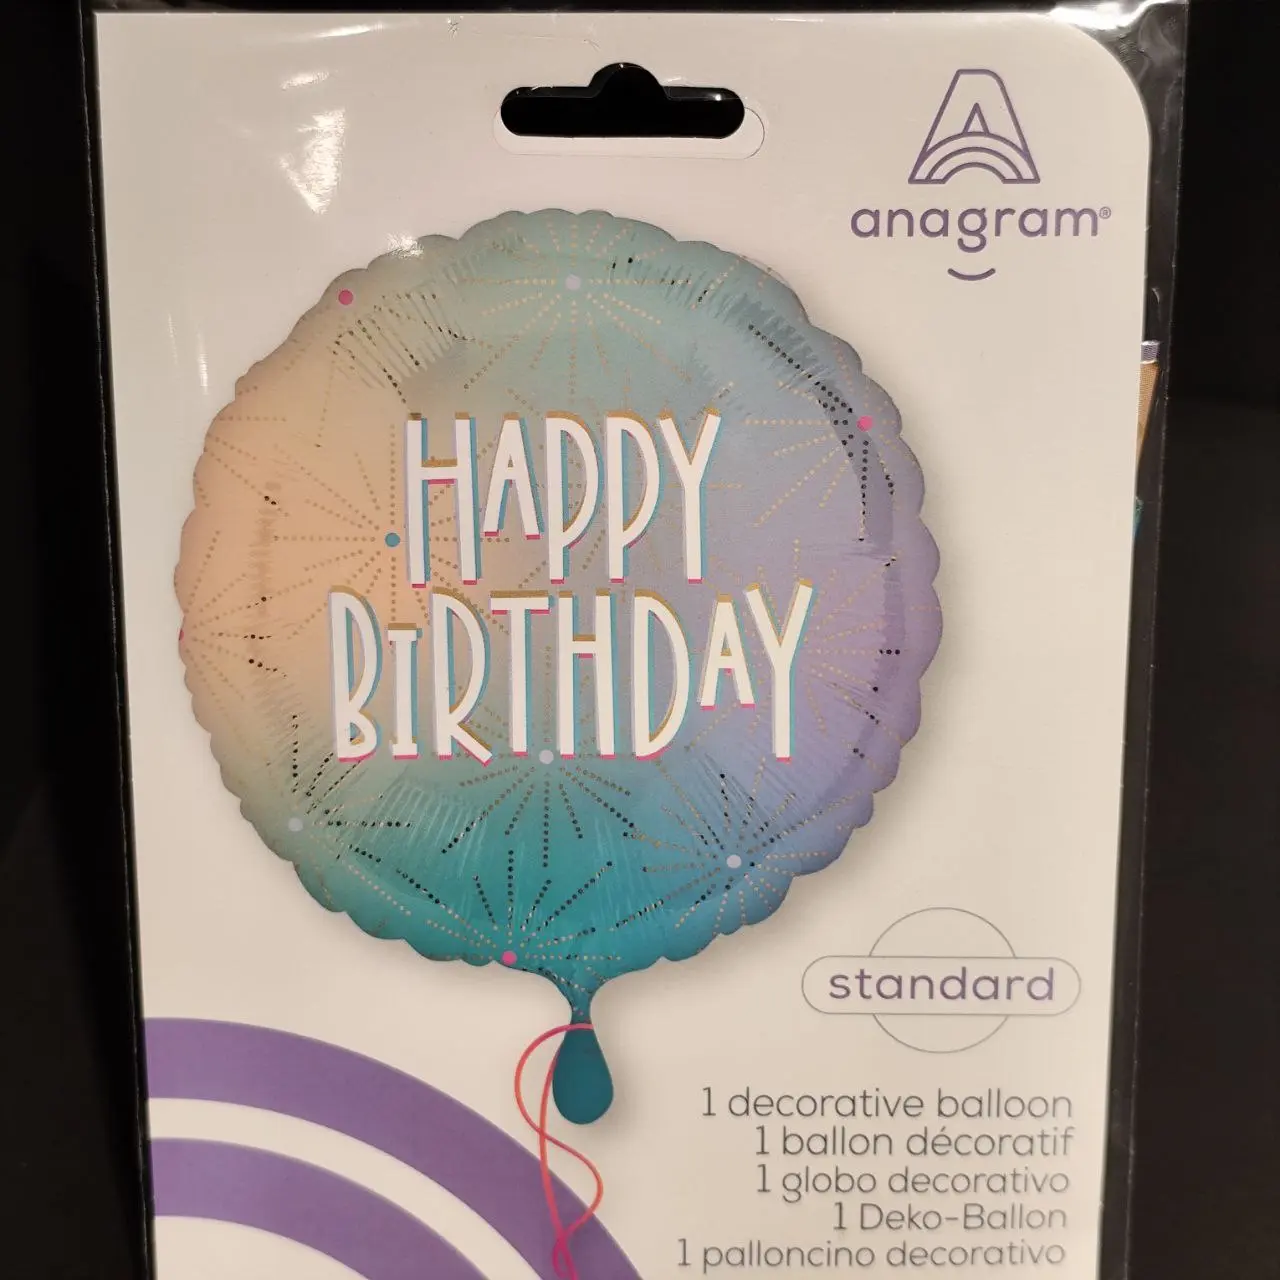 anagram®
HAPPY
BIRTHDAY
standard
1 decorative balloon
1 ballon décoratif
1 globo decorativo
1 Deko-Ballon
1 palloncino decorativo